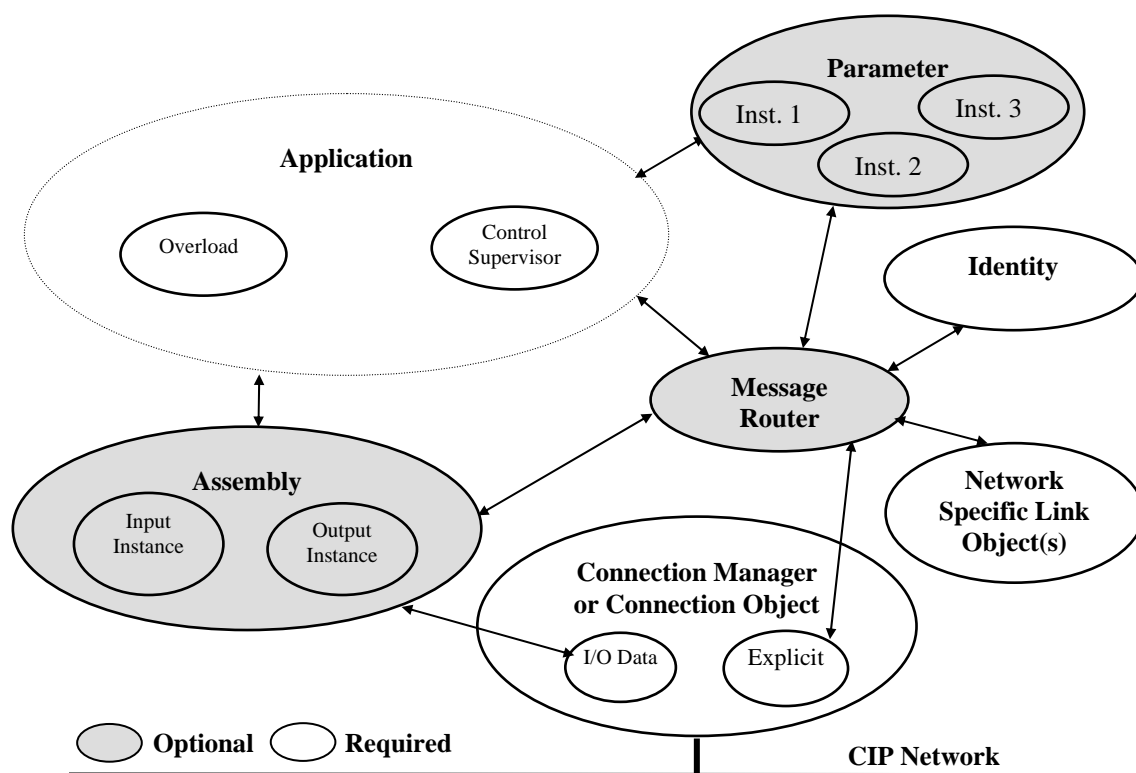 Parameter
Inst. 1
Inst. 3
Inst. 2
Application
Overload
Control
Supervisor
Identity
Message
Router
Assembly
Input
Instance
Output
Instance
Network
Specific Link
Object(s)
Connection Manager
or Connection Object
I/O Data
Explicit
Optional
Required
CIP Network